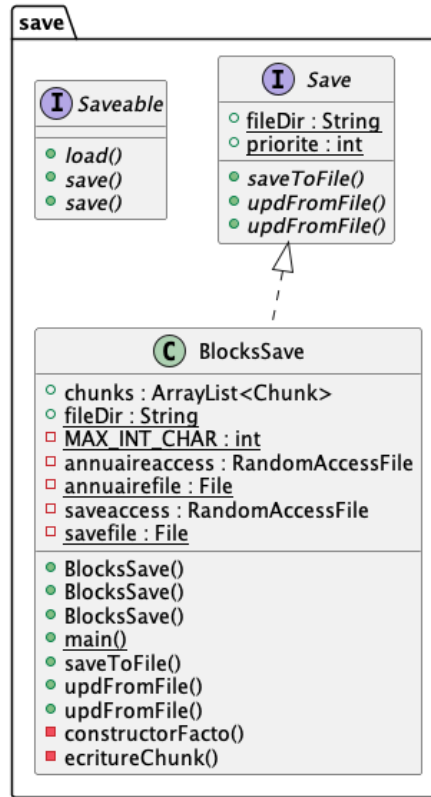 save
I Saveable
load()
save()
save()
I Save
fileDir : String
priorite : int
saveToFile()
updFromFile()
updFromFile()
C BlocksSave
chunks : ArrayList<Chunk>
fileDir : String
MAX_INT_CHAR : int
annuaireaccess : RandomAccessFile
annuairefile : File
saveaccess : RandomAccessFile
savefile : File
BlocksSave()
BlocksSave()
BlocksSave()
main()
saveToFile()
updFromFile()
updFromFile()
constructorFacto()
ecritureChunk()